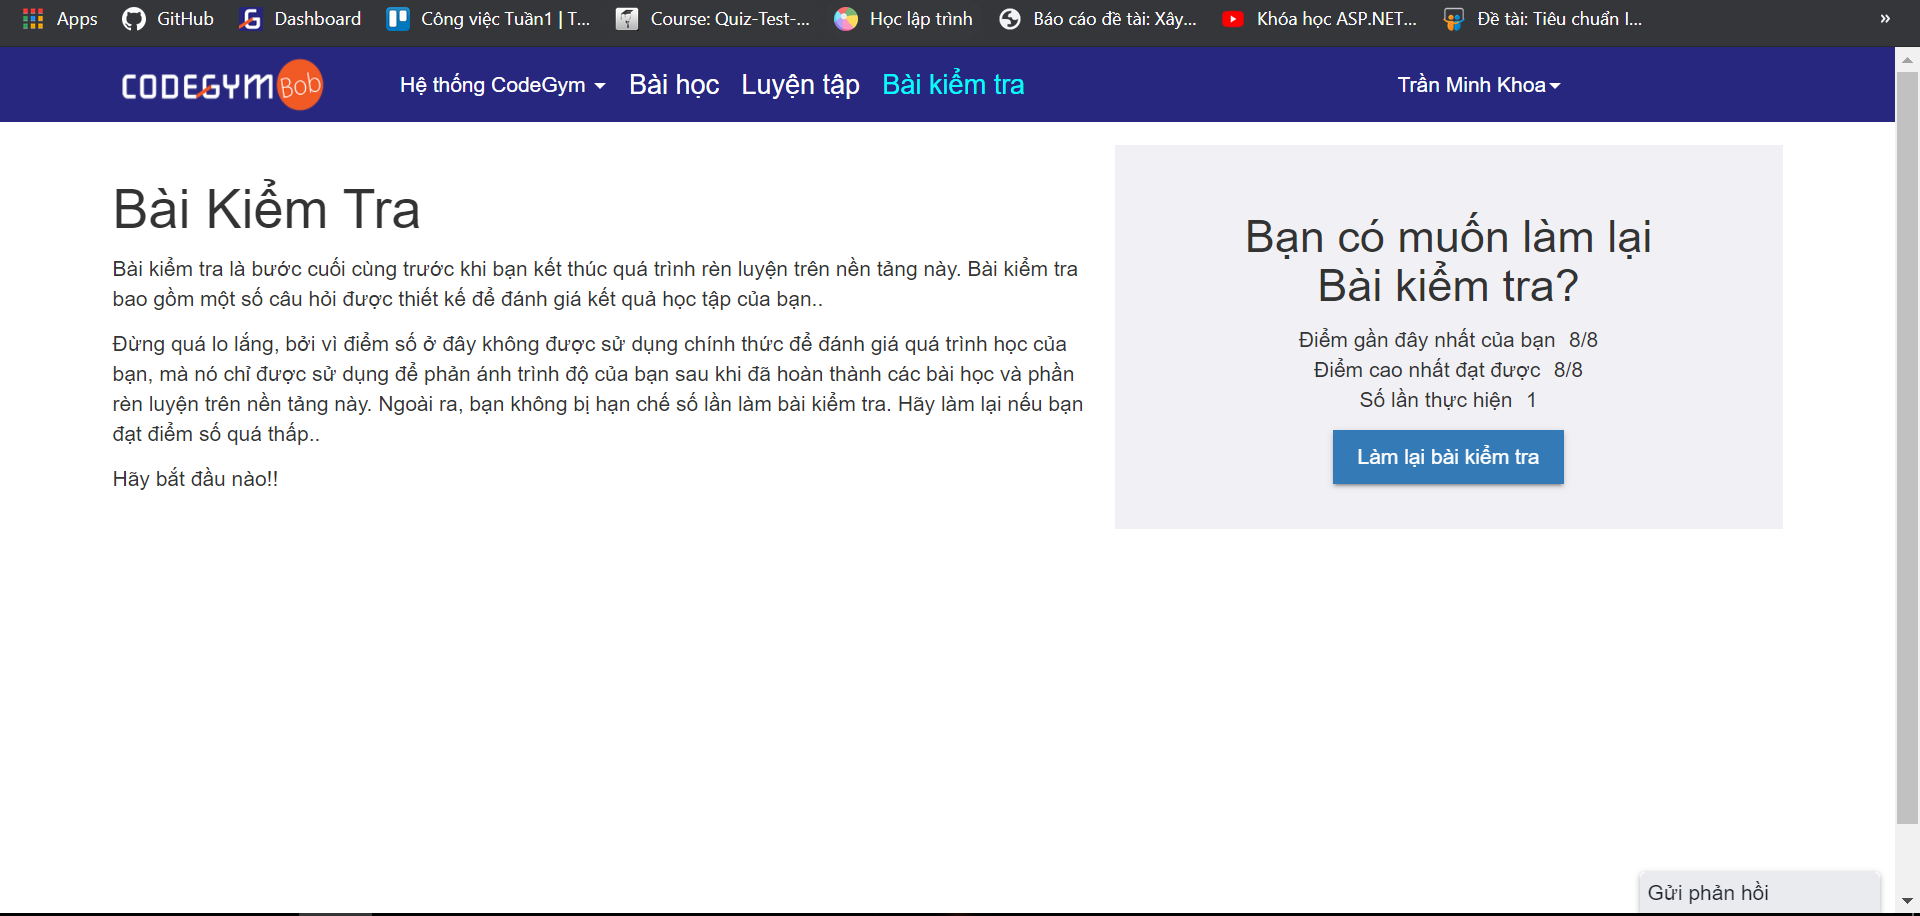 Apps GitHub Dashboard Công việc Tuần1 | T... Course: Quiz-Test-... Học lập trình Báo cáo đề tài: Xây... Khóa học ASP.NET... Đề tài: Tiêu chuẩn I... »
CODEGYM Bob Hệ thống CodeGym Bài học Luyện tập Bài kiểm tra Trần Minh Khoa
Bài Kiểm Tra
Bài kiểm tra là bước cuối cùng trước khi bạn kết thúc quá trình rèn luyện trên nền tảng này. Bài kiểm tra
bao gồm một số câu hỏi được thiết kế để đánh giá kết quả học tập của bạn..
Đừng quá lo lắng, bởi vì điểm số ở đây không được sử dụng chính thức để đánh giá quá trình học của
bạn, mà nó chỉ được sử dụng để phản ánh trình độ của bạn sau khi đã hoàn thành các bài học và phần
rèn luyện trên nền tảng này. Ngoài ra, bạn không bị hạn chế số lần làm bài kiểm tra. Hãy làm lại nếu bạn
đạt điểm số quá thấp..
Hãy bắt đầu nào!!
Bạn có muốn làm lại
Bài kiểm tra?
Điểm gần đây nhất của bạn 8/8
Điểm cao nhất đạt được 8/8
Số lần thực hiện 1
Làm lại bài kiểm tra
Gửi phản hồi